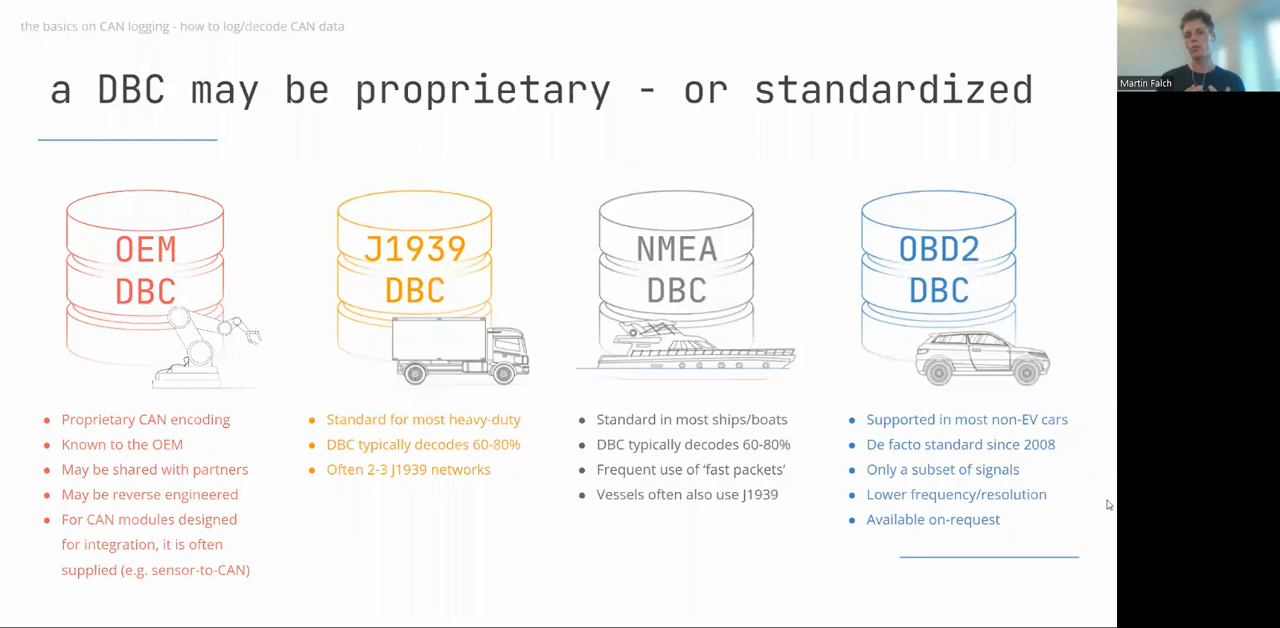 the basics on CAN logging - how to log/decode CAN data
a DBC may be proprietary - or standardized
Martin Falch
OEM
DBC
● Proprietary CAN encoding
● Known to the OEM
● May be shared with partners
● May be reverse engineered
● For CAN modules designed
for integration, it is often
supplied (e.g. sensor-to-CAN)
J1939
DBC
● Standard for most heavy-duty
● DBC typically decodes 60-80%
● Often 2-3 J1939 networks
NMEA
DBC
● Standard in most ships/boats
● DBC typically decodes 60-80%
● Frequent use of ‘fast packets’
● Vessels often also use J1939
OBD2
DBC
● Supported in most non-EV cars
● De facto standard since 2008
● Only a subset of signals
● Lower frequency/resolution
● Available on-request